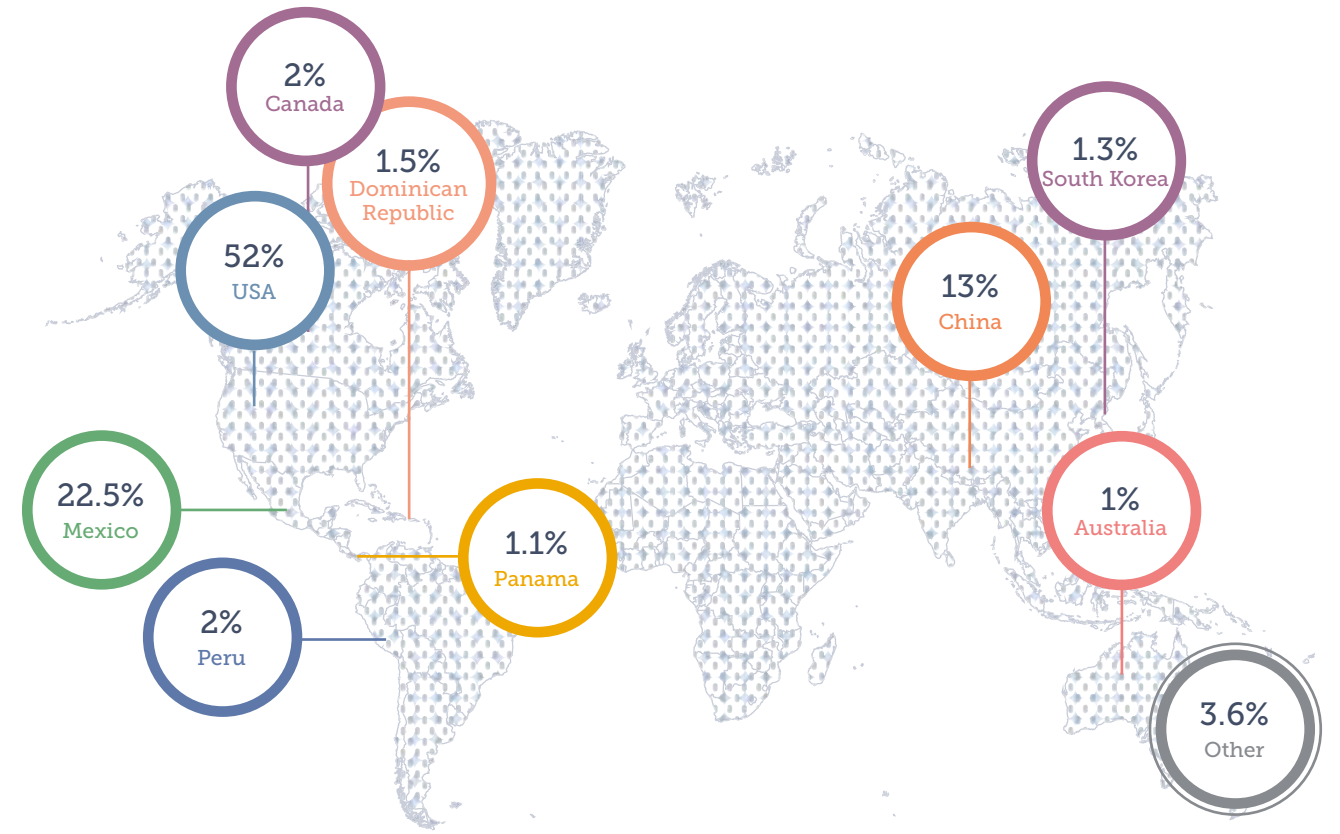 2%
Canada
1.5%
Dominican
Republic
1.3%
South Korea
52%
USA
13%
China
22.5%
Mexico
1.1%
Panama
1%
Australia
2%
Peru
3.6%
Other